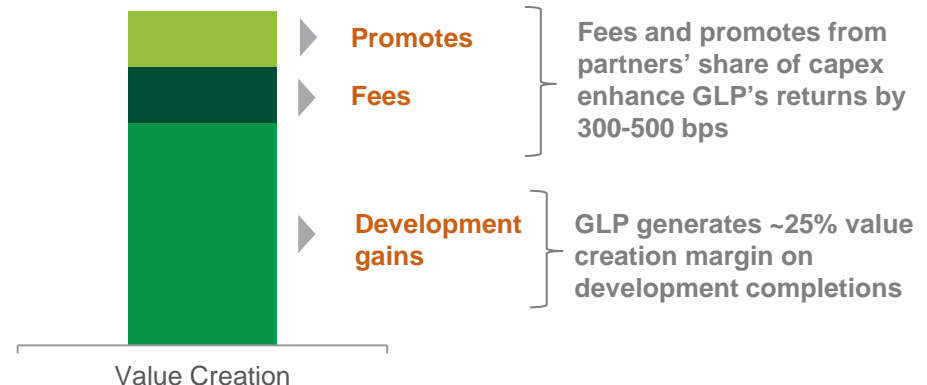 Promotes
Fees
Fees and promotes from
partners’ share of capex
enhance GLP’s returns by
300-500 bps
Development
gains
GLP generates ~25% value
creation margin on
development completions
Value Creation